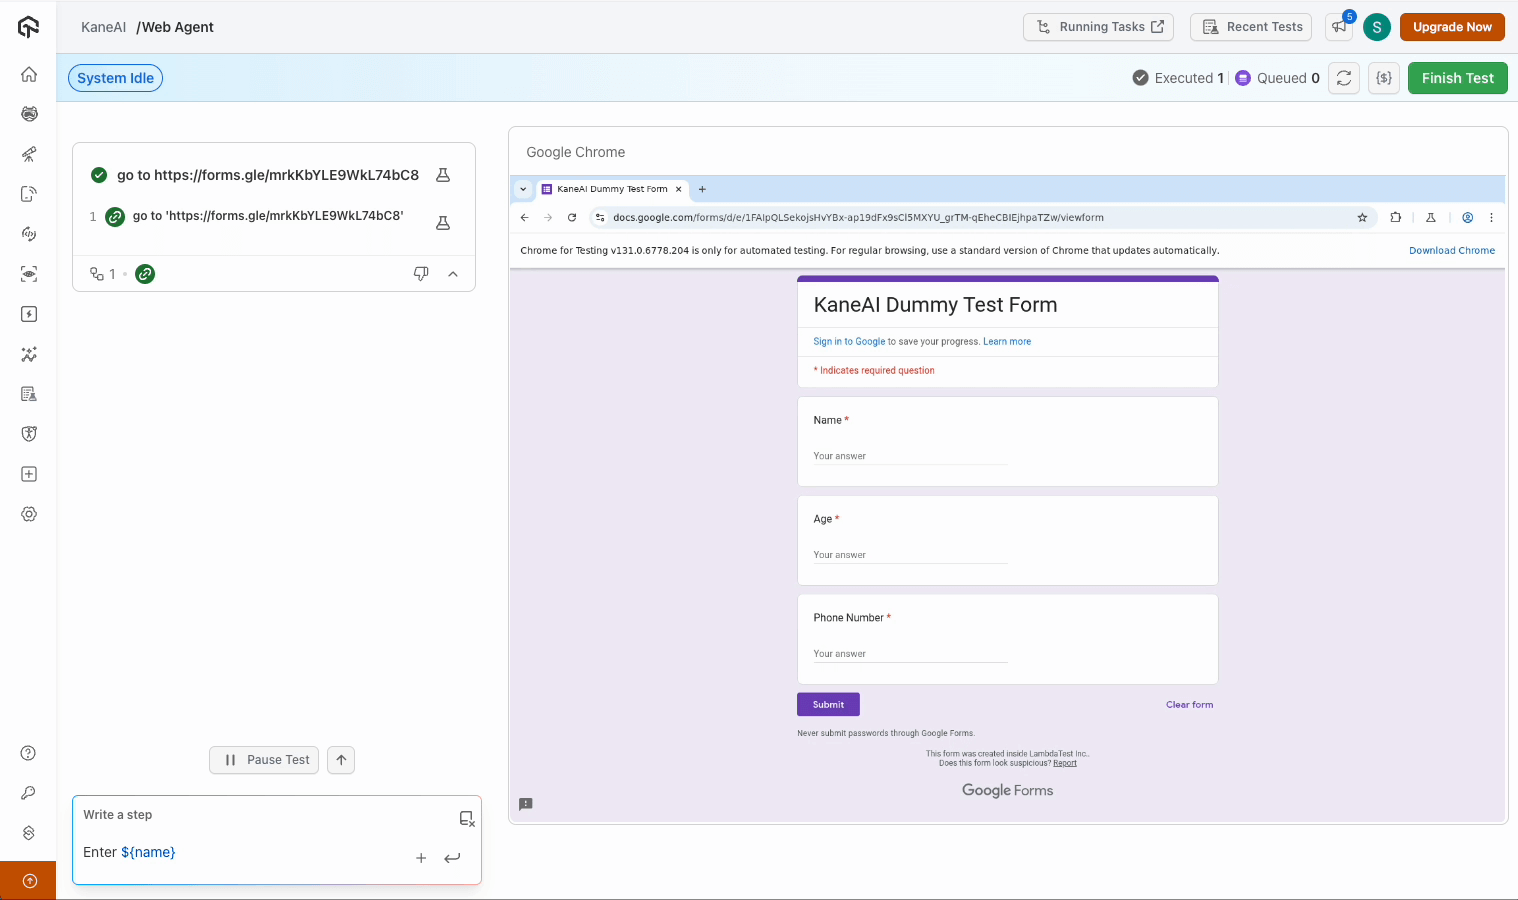 KaneAI /Web Agent
Running Tasks
Recent Tests
5
S
Upgrade Now
System Idle
Executed 1
Queued 0
{$}
Finish Test
go to https://forms.gle/mrkKbYLE9WkL74bC8
1 go to 'https://forms.gle/mrkKbYLE9WkL74bC8'
1
Pause Test
Write a step
Enter ${name}
Google Chrome
KaneAI Dummy Test Form
docs.google.com/forms/d/e/1FAIpQLSekojsHvYBx-ap19dFx9sCl5MXYU_grTM-qEheCBIEjhpaTZw/viewform
Chrome for Testing v131.0.6778.204 is only for automated testing. For regular browsing, use a standard version of Chrome that updates automatically.
Download Chrome
KaneAI Dummy Test Form
Sign in to Google to save your progress. Learn more
* Indicates required question
Name *
Your answer
Age *
Your answer
Phone Number *
Your answer
Submit
Clear form
Never submit passwords through Google Forms.
This form was created inside LambdaTest Inc..
Does this form look suspicious? Report
Google Forms